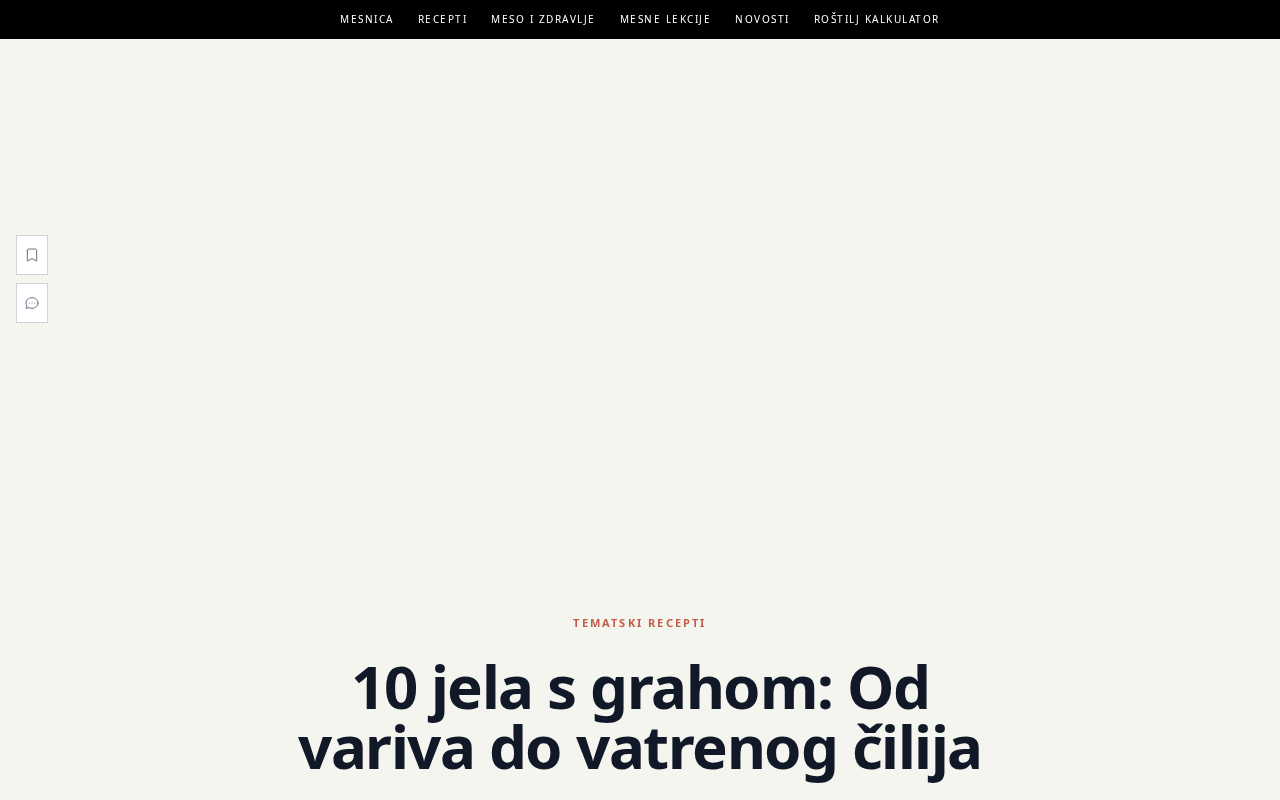 MESNICA RECEPTI MESO I ZDRAVLJE MESNE LEKCIJE NOVOSTI ROŠTILJ KALKULATOR
TEMATSKI RECEPTI
10 jela s grahom: Od
variva do vatrenog čilija